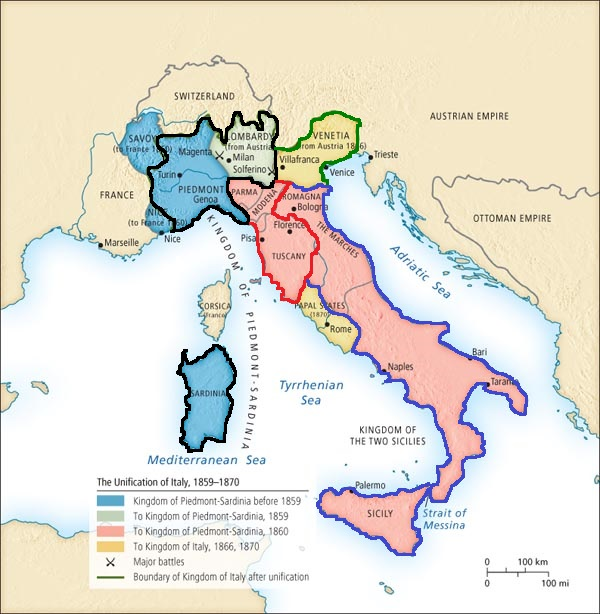 SWITZERLAND
AUSTRIAN EMPIRE
SAVOY
(to France 1860)
LOMBARDY
(from Austria
VENETIA
(from Austria 1866)
Magenta
Milan
Solferino
Villafranca
Trieste
Venice
Turin
PIEDMONT
Genoa
PARMA
MODENA
ROMAGNA
Bologna
FRANCE
(to France 1860)
Nice
Marseille
OTTOMAN EMPIRE
Florence
Pisa
TUSCANY
THE MARCHES
Adriatic Sea
KINGDOM OF PIEDMONT-SARDINIA
CORSICA
(France)
PAPAL STATES
(1870)
Rome
SARDINIA
Naples
Bari
Tyrrhenian
Sea
KINGDOM OF
THE TWO SICILIES
Mediterranean Sea
Palermo
SICILY
Strait of
Messina
The Unification of Italy, 1859–1870
Kingdom of Piedmont-Sardinia before 1859
To Kingdom of Piedmont-Sardinia, 1859
To Kingdom of Piedmont-Sardinia, 1860
To Kingdom of Italy, 1866, 1870
Major battles
Boundary of Kingdom of Italy after unification
0 100 km
0 100 mi